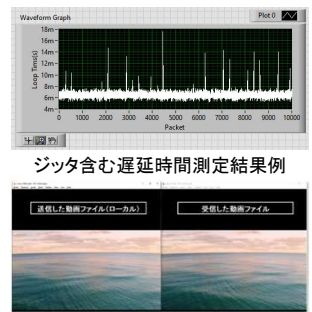 Waveform Graph
Plot 0
18m
16m
14m
12m
10m
8m
6m
4m
Loop Time(s)
0 1000 2000 3000 4000 5000 6000 7000 8000 9000 10000
Packet
ジッタ含む遅延時間測定結果例
送信した動画ファイル(ローカル)
受信した動画ファイル